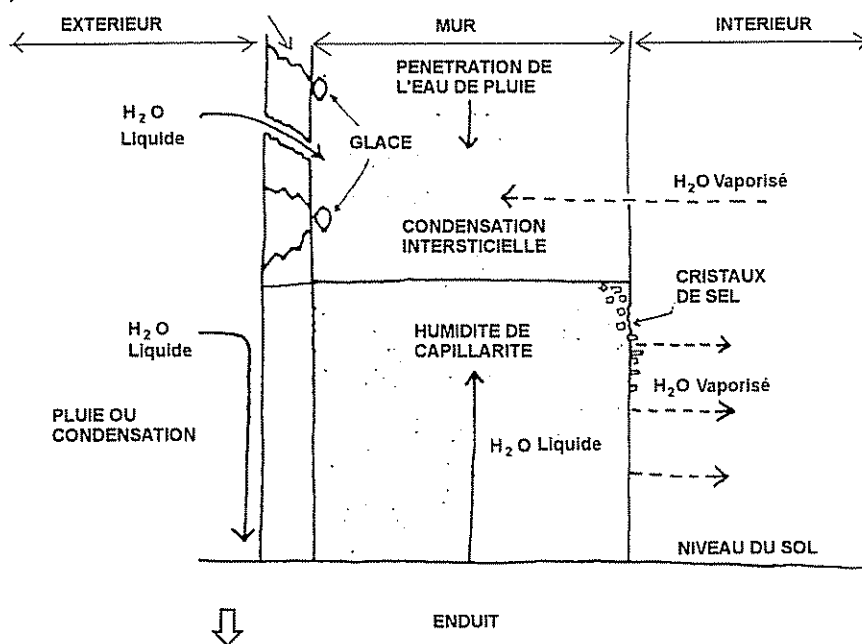 EXTERIEUR
MUR
INTERIEUR
PENETRATION DE
L'EAU DE PLUIE
H₂O
Liquide
GLACE
H₂O Vaporisé
CONDENSATION
INTERSTICIELLE
CRISTAUX
DE SEL
H₂O
Liquide
HUMIDITE DE
CAPILLARITE
H₂O Vaporisé
PLUIE OU
CONDENSATION
H₂O Liquide
NIVEAU DU SOL
ENDUIT